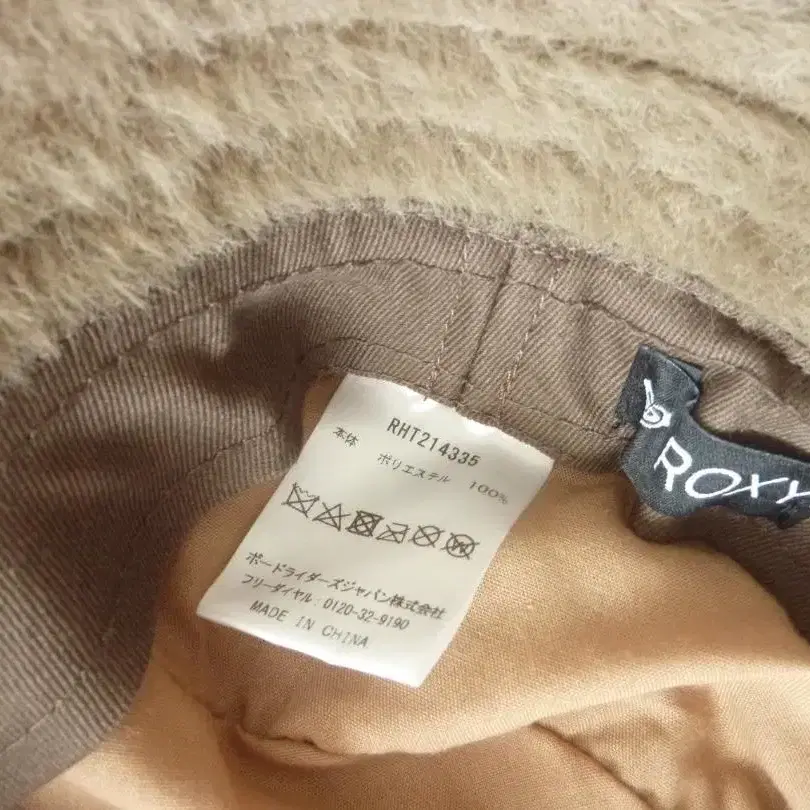 RHT214335
本体 ポリエステル 100%
ボードライダーズジャパン株式会社
フリーダイヤル:0120-32-9190
MADE IN CHINA
ROXY